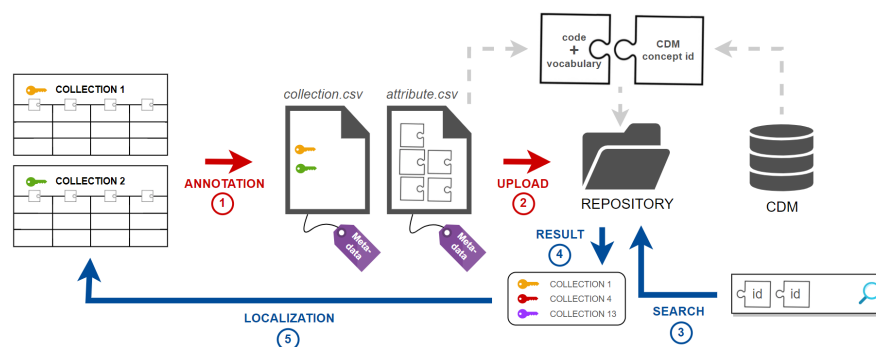 code
+
vocabulary
CDM
concept id
COLLECTION 1
COLLECTION 2
collection.csv
attribute.csv
ANNOTATION
1
UPLOAD
2
Meta-
data
Meta-
data
REPOSITORY
CDM
RESULT
4
COLLECTION 1
COLLECTION 4
COLLECTION 13
SEARCH
3
id
id
LOCALIZATION
5